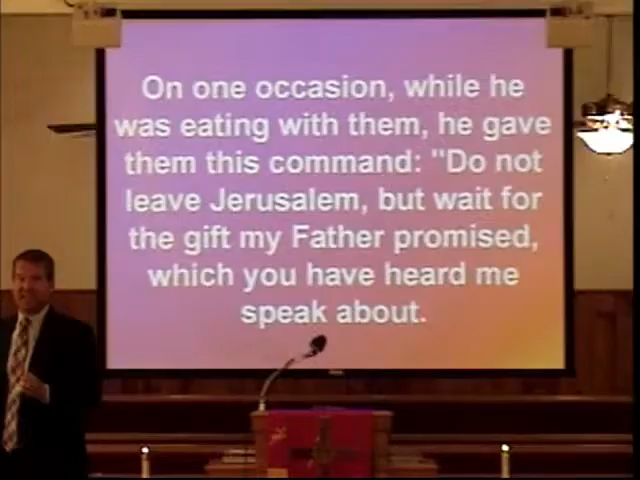 On one occasion, while he
was eating with them, he gave
them this command: "Do not
leave Jerusalem, but wait for
the gift my Father promised,
which you have heard me
speak about.